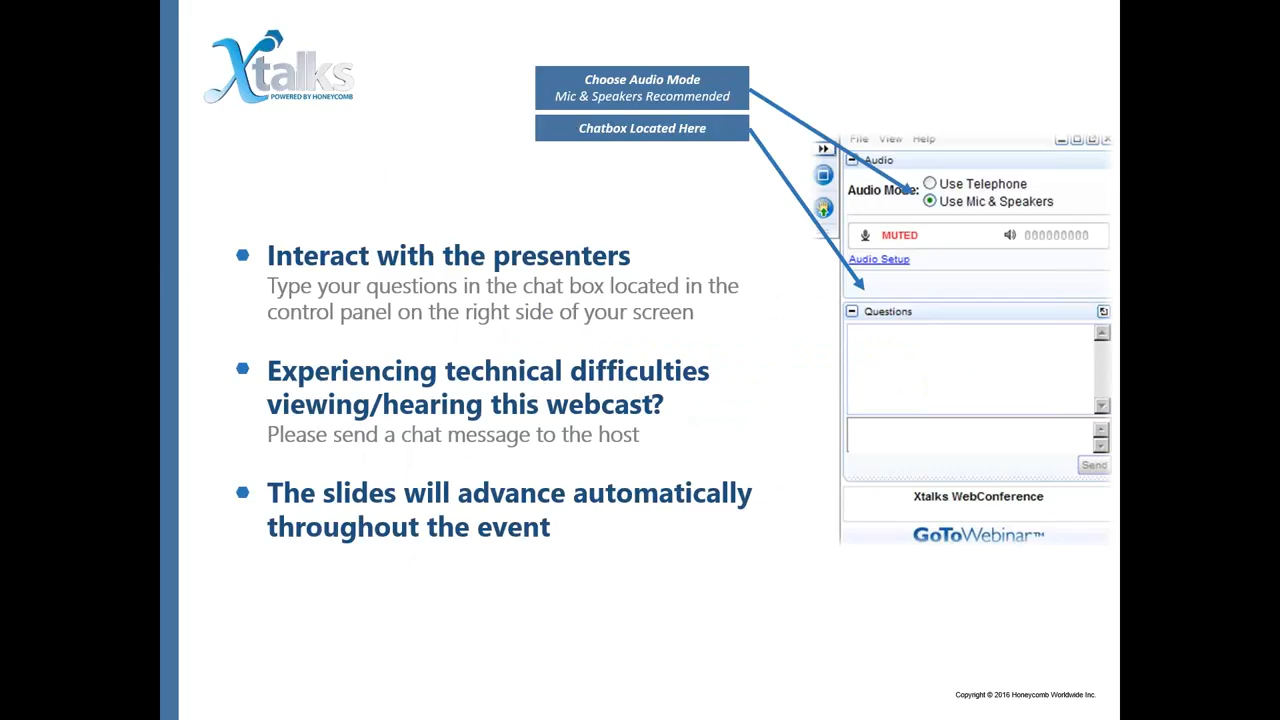 Xtalks
POWERED BY HONEYCOMB
Choose Audio Mode
Mic & Speakers Recommended
Chatbox Located Here
Interact with the presenters
Type your questions in the chat box located in the
control panel on the right side of your screen
Experiencing technical difficulties
viewing/hearing this webcast?
Please send a chat message to the host
The slides will advance automatically
throughout the event
File View Help
Audio
Audio Mode:
Use Telephone
Use Mic & Speakers
MUTED
000000000
Audio Setup
Questions
Send
Xtalks WebConference
GoToWebinar™
Copyright © 2016 Honeycomb Worldwide Inc.